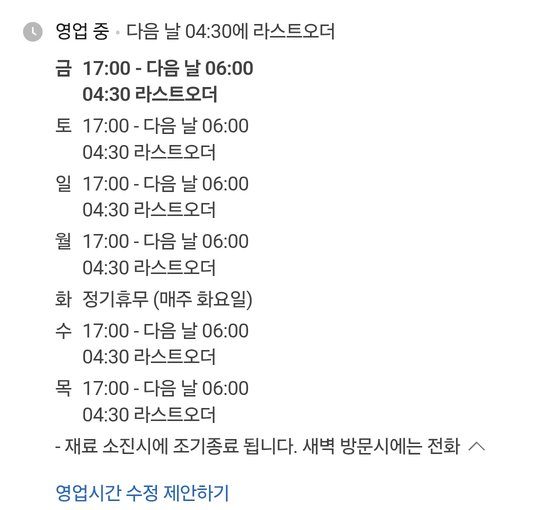 영업 중 • 다음 날 04:30에 라스트오더
금 17:00 - 다음 날 06:00
04:30 라스트오더
토 17:00 - 다음 날 06:00
04:30 라스트오더
일 17:00 - 다음 날 06:00
04:30 라스트오더
월 17:00 - 다음 날 06:00
04:30 라스트오더
화 정기휴무 (매주 화요일)
수 17:00 - 다음 날 06:00
04:30 라스트오더
목 17:00 - 다음 날 06:00
04:30 라스트오더
- 재료 소진시에 조기종료 됩니다. 새벽 방문시에는 전화
영업시간 수정 제안하기